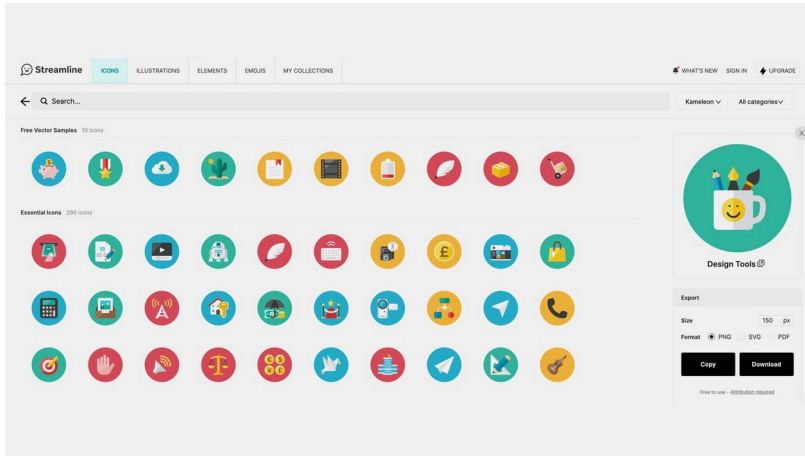 Streamline
ICONS
ILLUSTRATIONS
ELEMENTS
EMOJIS
MY COLLECTIONS
WHAT'S NEW
SIGN IN
UPGRADE
Search...
Kameleon
All categories
Free Vector Samples 10 icons
Essential Icons 290 icons
Design Tools
Export
Size 150 px
Format PNG SVG PDF
Copy
Download
Free to use - Attribution required